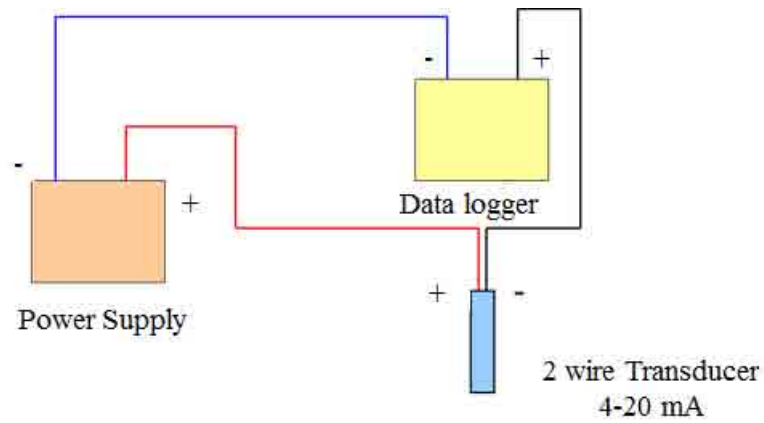 - +
Data logger
-
+
Power Supply
+ -
2 wire Transducer
4-20 mA